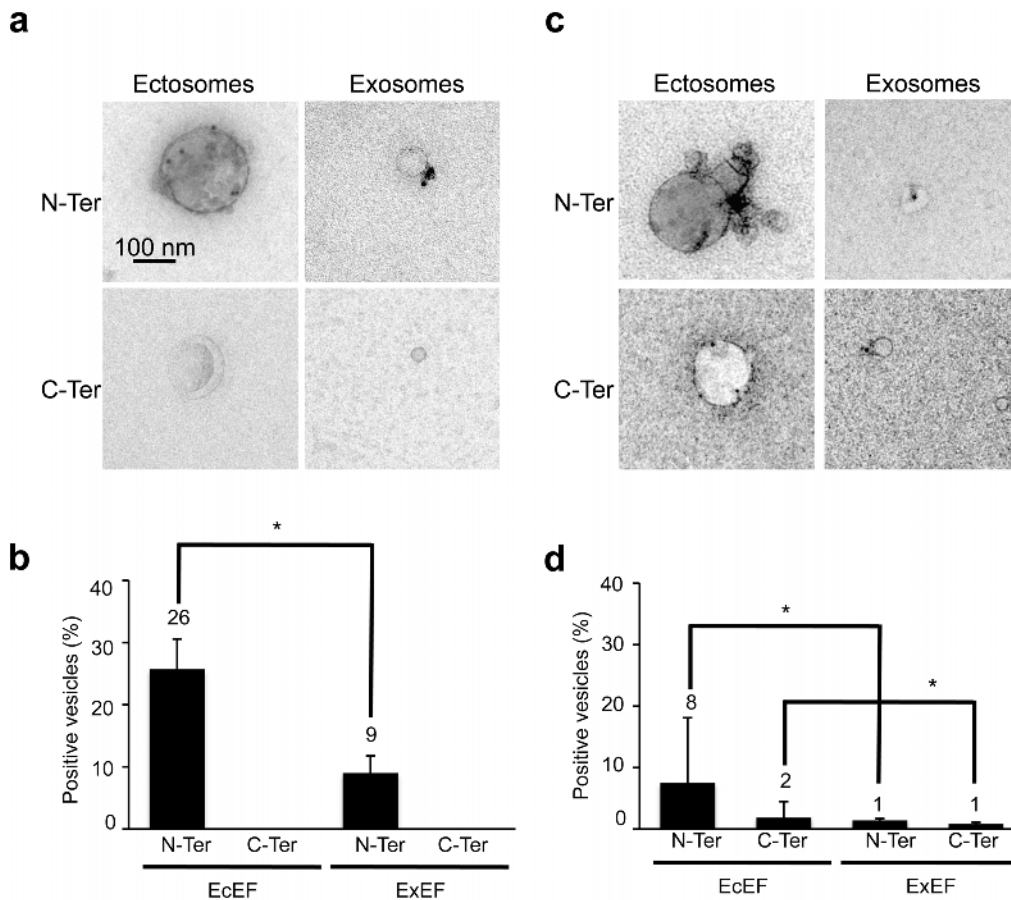 a
Ectosomes Exosomes
N-Ter
100 nm
C-Ter
c
Ectosomes Exosomes
N-Ter
C-Ter
b
Positive vesicles (%)
40
30
20
10
0
*
26
9
N-Ter C-Ter N-Ter C-Ter
EcEF ExEF
d
Positive vesicles (%)
40
30
20
10
0
*
*
8
2
1
1
N-Ter C-Ter N-Ter C-Ter
EcEF ExEF